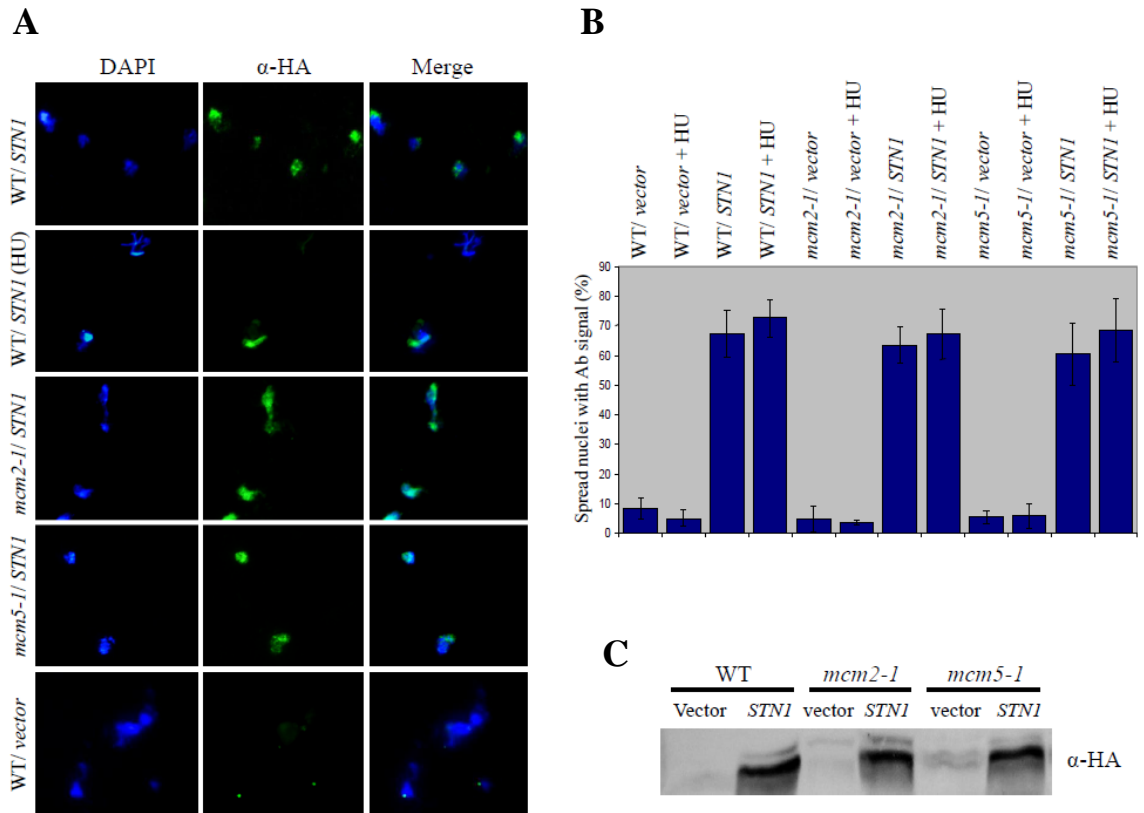 A
DAPI
α-HA
Merge
WT/ STN1
WT/ STN1 (HU)
mcm2-1/ STN1
mcm5-1/ STN1
WT/ vector
B
WT/ vector
WT/ vector + HU
WT/ STN1
WT/ STN1 + HU
mcm2-1/ vector
mcm2-1/ vector + HU
mcm2-1/ STN1
mcm2-1/ STN1 + HU
mcm5-1/ vector
mcm5-1/ vector + HU
mcm5-1/ STN1
mcm5-1/ STN1 + HU
Spread nuclei with Ab signal (%)
90
80
70
60
50
40
30
20
10
0
C
WT mcm2-1 mcm5-1
Vector STN1 vector STN1 vector STN1
α-HA